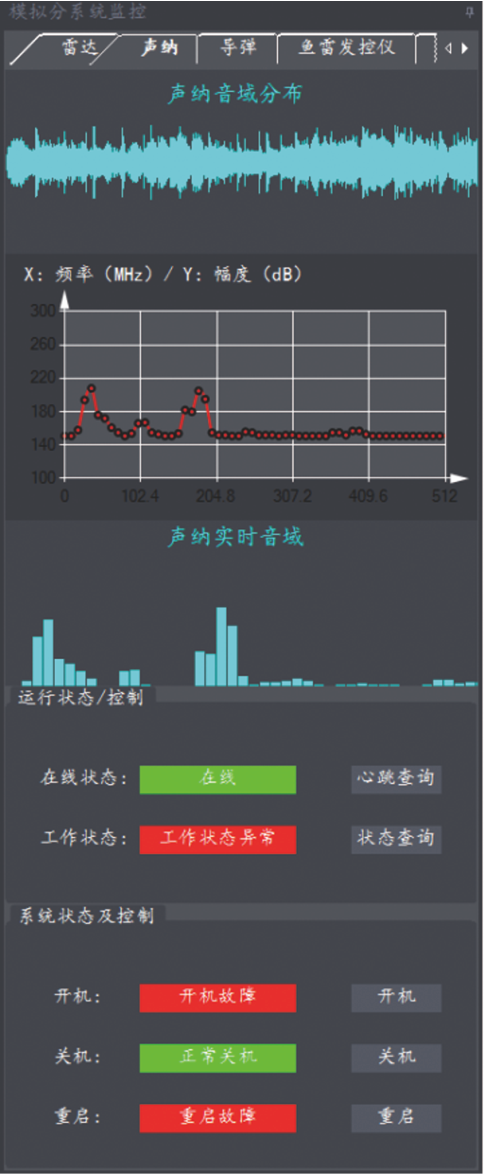 模拟分系统监控
雷达 声纳 导弹 鱼雷发控仪
声纳音域分布
X: 频率 (MHz) / Y: 幅度 (dB)
300
260
220
180
140
100
0 102.4 204.8 307.2 409.6 512
声纳实时音域
运行状态/控制
在线状态: 在线 心跳查询
工作状态: 工作状态异常 状态查询
系统状态及控制
开机: 开机故障 开机
关机: 正常关机 关机
重启: 重启故障 重启